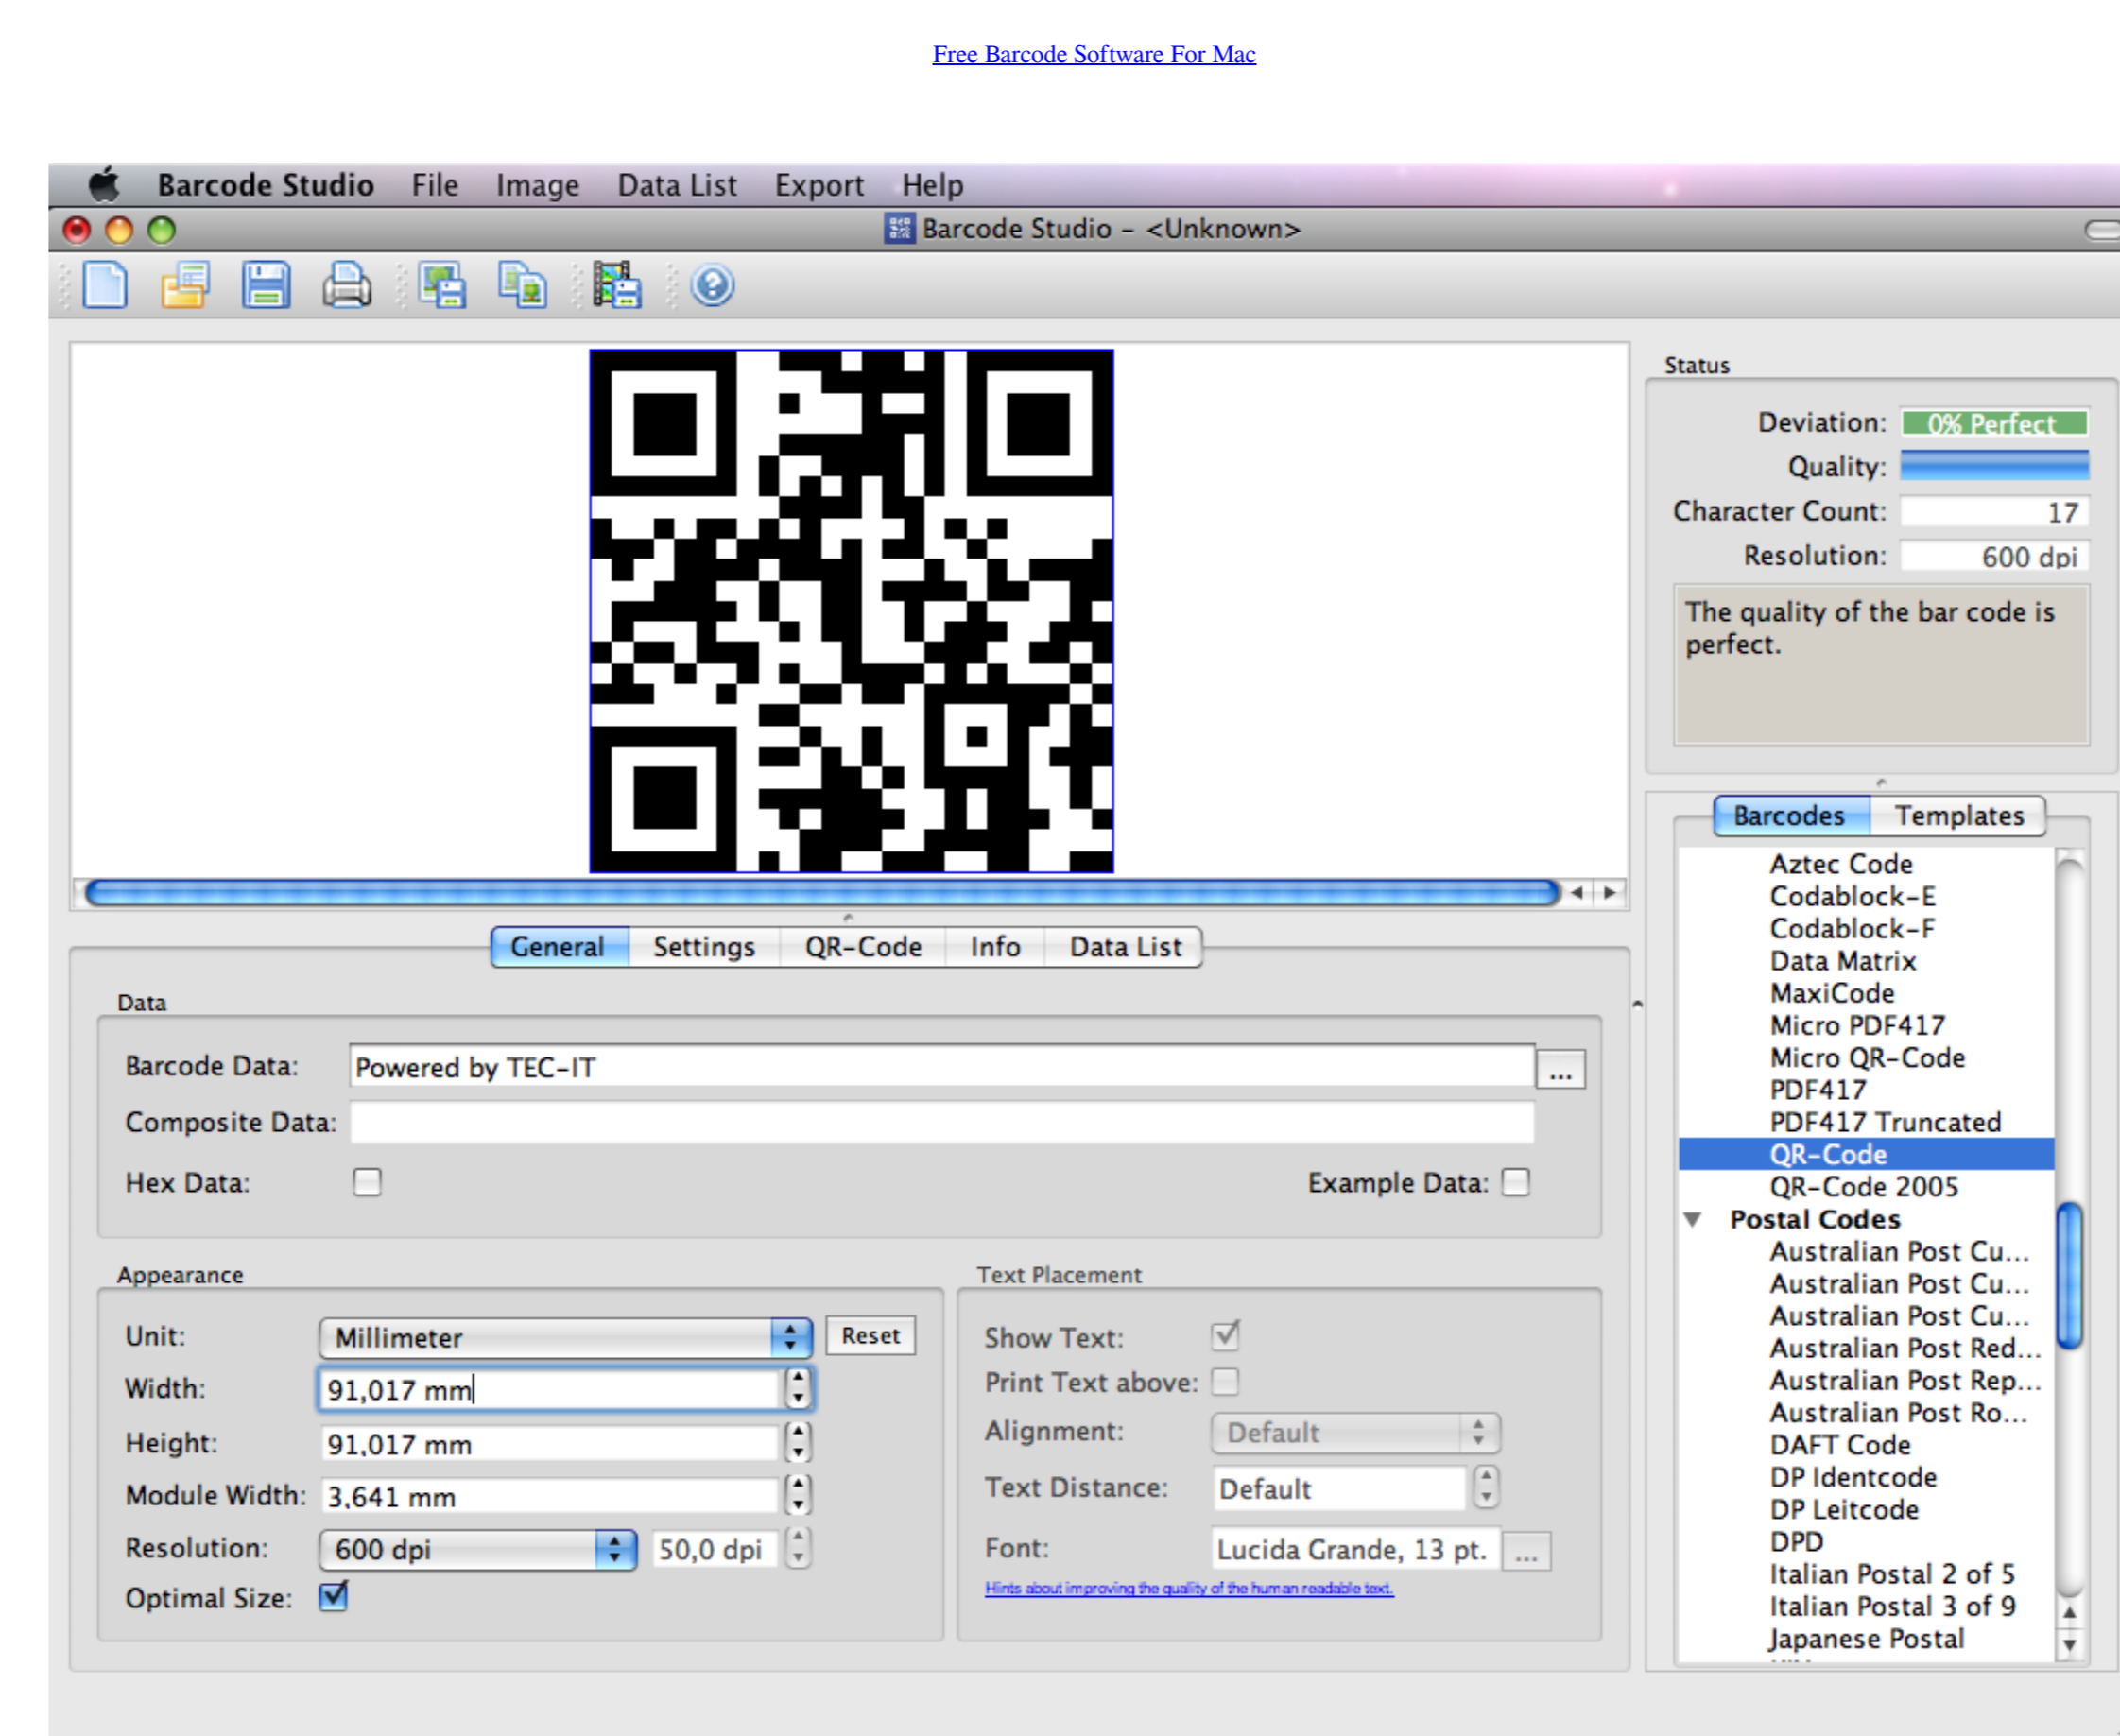 Free Barcode Software For Mac
Barcode Studio File Image Data List Export Help
Barcode Studio – <Unknown>
Status
Deviation: 0% Perfect
Quality:
Character Count: 17
Resolution: 600 dpi
The quality of the bar code is
perfect.
Barcodes Templates
Aztec Code
Codablock-E
Codablock-F
Data Matrix
MaxiCode
Micro PDF417
Micro QR-Code
PDF417
PDF417 Truncated
QR-Code
QR-Code 2005
Postal Codes
Australian Post Cu...
Australian Post Cu...
Australian Post Cu...
Australian Post Red...
Australian Post Rep...
Australian Post Ro...
DAFT Code
DP Identcode
DP Leitcode
DPD
Italian Postal 2 of 5
Italian Postal 3 of 9
Japanese Postal
General Settings QR-Code Info Data List
Data
Barcode Data: Powered by TEC-IT ...
Composite Data:
Hex Data: Example Data:
Appearance
Unit: Millimeter Reset
Width: 91,017 mm
Height: 91,017 mm
Module Width: 3,641 mm
Resolution: 600 dpi 50,0 dpi
Optimal Size:
Text Placement
Show Text:
Print Text above:
Alignment: Default
Text Distance: Default
Font: Lucida Grande, 13 pt. ...
Hints about improving the quality of the human readable text.